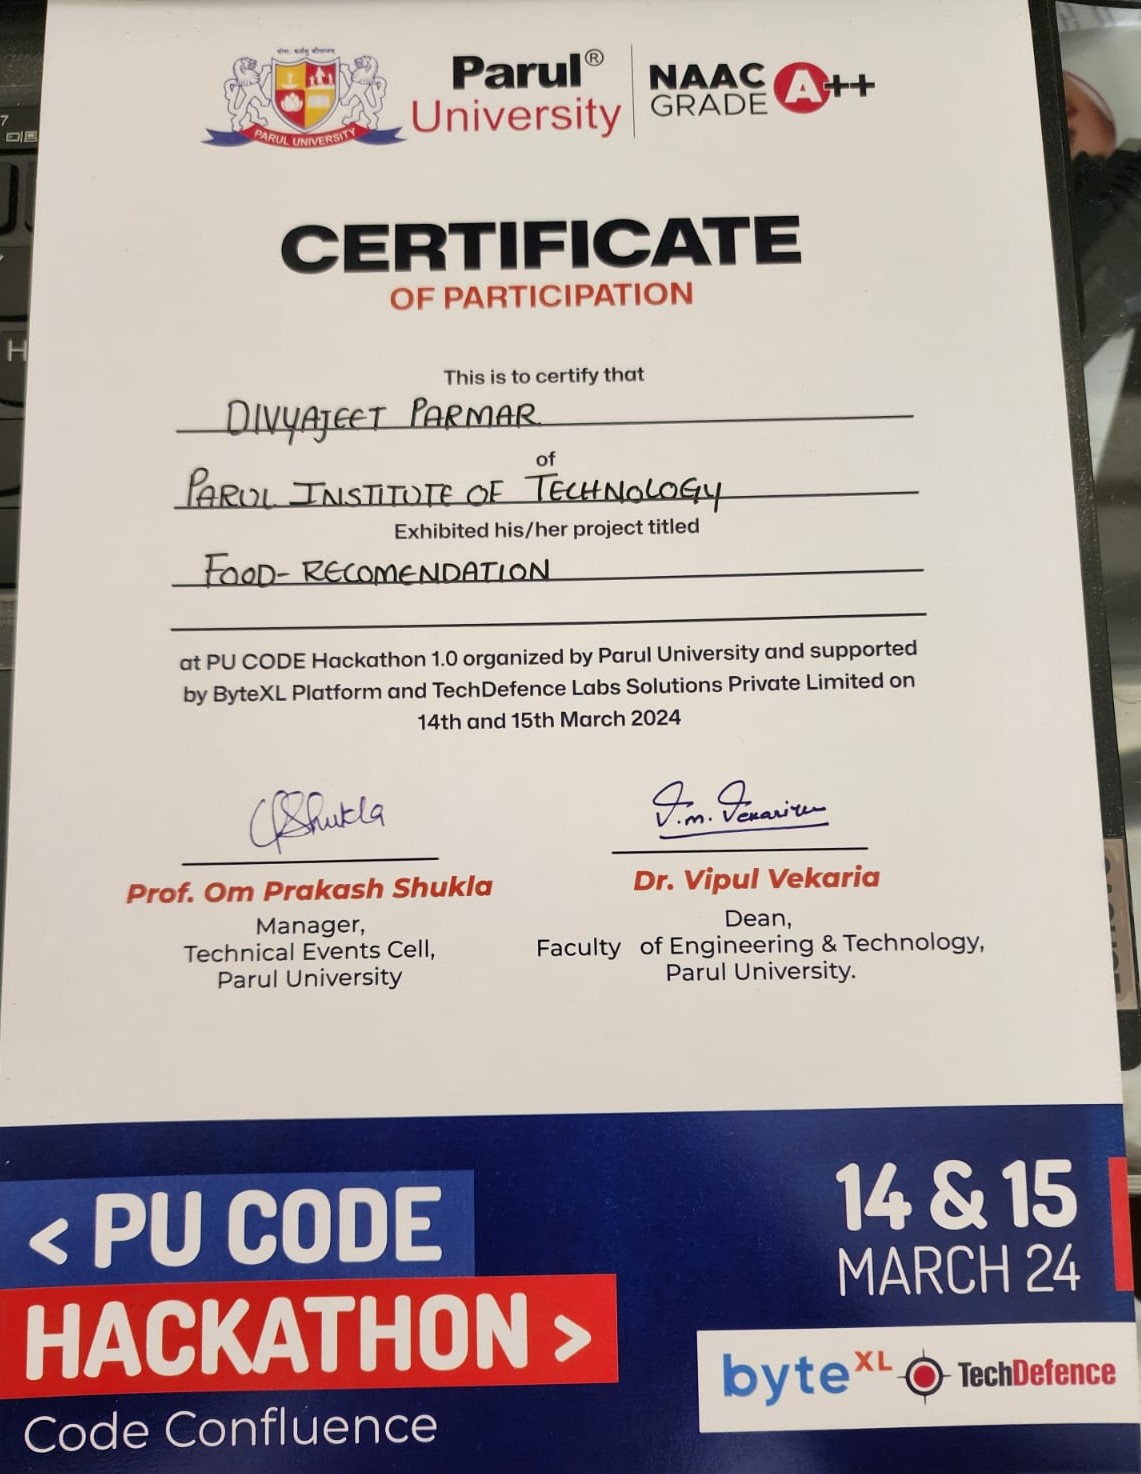 PARUL UNIVERSITY
Parul®
University
NAAC
GRADE A++
CERTIFICATE
OF PARTICIPATION
This is to certify that
DIVYAJEET PARMAR
of
PARUL INSTITUTE OF TECHNOLOGY
Exhibited his/her project titled
FOOD- RECOMENDATION
at PU CODE Hackathon 1.0 organized by Parul University and supported
by ByteXL Platform and TechDefence Labs Solutions Private Limited on
14th and 15th March 2024
Shukla
V.m. Vekariya
Prof. Om Prakash Shukla
Manager,
Technical Events Cell,
Parul University
Dr. Vipul Vekaria
Dean,
Faculty of Engineering & Technology,
Parul University.
< PU CODE
HACKATHON >
Code Confluence
14 & 15
MARCH 24
byteXL
TechDefence